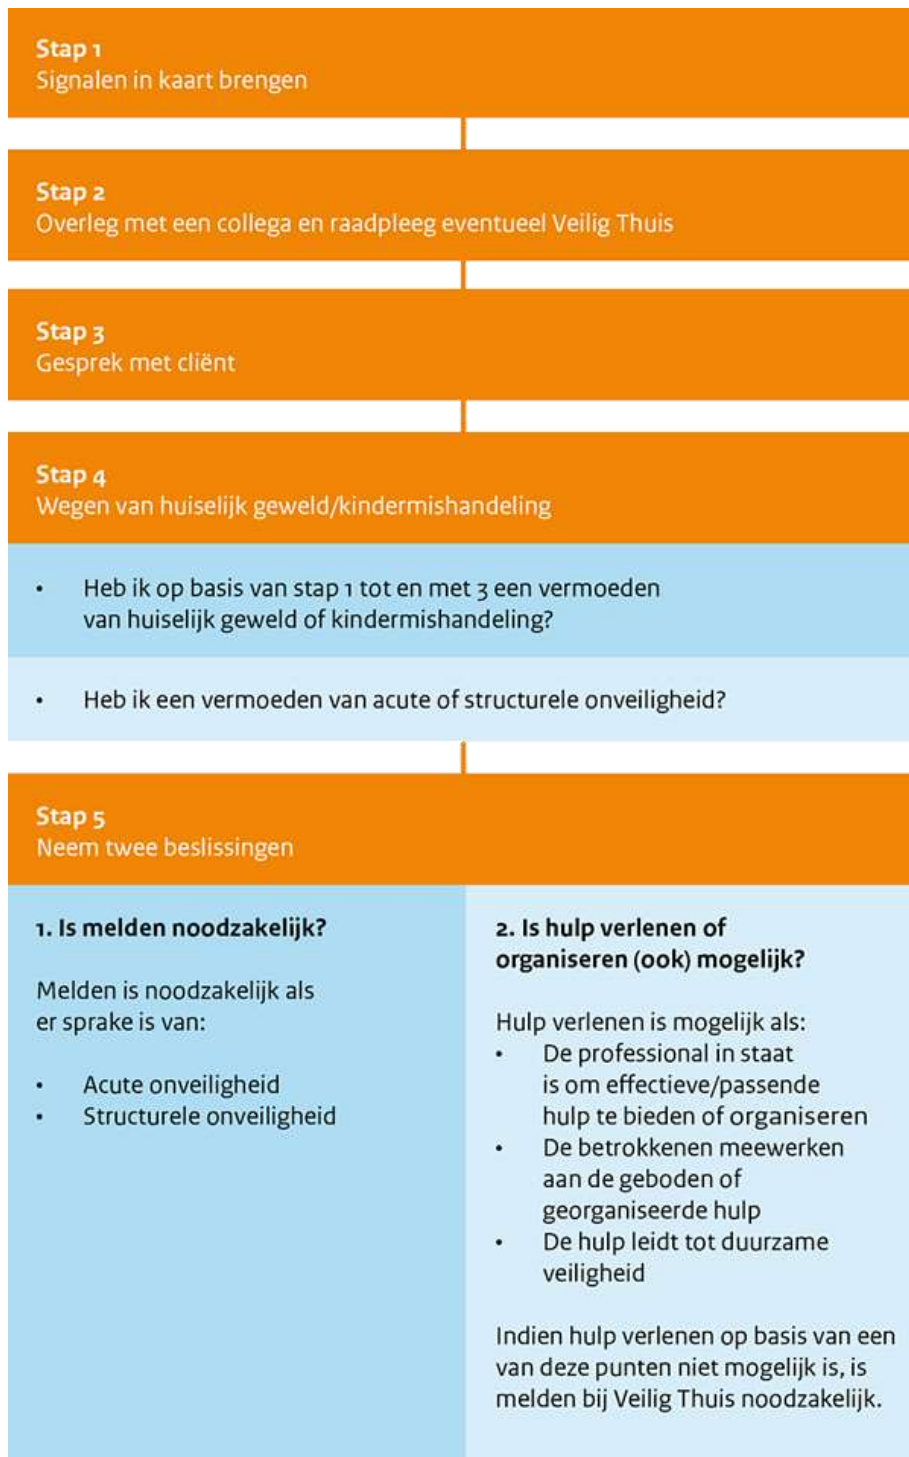 Stap 1
Signalen in kaart brengen
Stap 2
Overleg met een collega en raadpleeg eventueel Veilig Thuis
Stap 3
Gesprek met cliënt
Stap 4
Wegen van huiselijk geweld/kindermishandeling
• Heb ik op basis van stap 1 tot en met 3 een vermoeden
van huiselijk geweld of kindermishandeling?
• Heb ik een vermoeden van acute of structurele onveiligheid?
Stap 5
Neem twee beslissingen
1. Is melden noodzakelijk?
Melden is noodzakelijk als
er sprake is van:
• Acute onveiligheid
• Structurele onveiligheid
2. Is hulp verlenen of
organiseren (ook) mogelijk?
Hulp verlenen is mogelijk als:
• De professional in staat
is om effectieve/passende
hulp te bieden of organiseren
• De betrokkenen meewerken
aan de geboden of
georganiseerde hulp
• De hulp leidt tot duurzame
veiligheid
Indien hulp verlenen op basis van een
van deze punten niet mogelijk is, is
melden bij Veilig Thuis noodzakelijk.